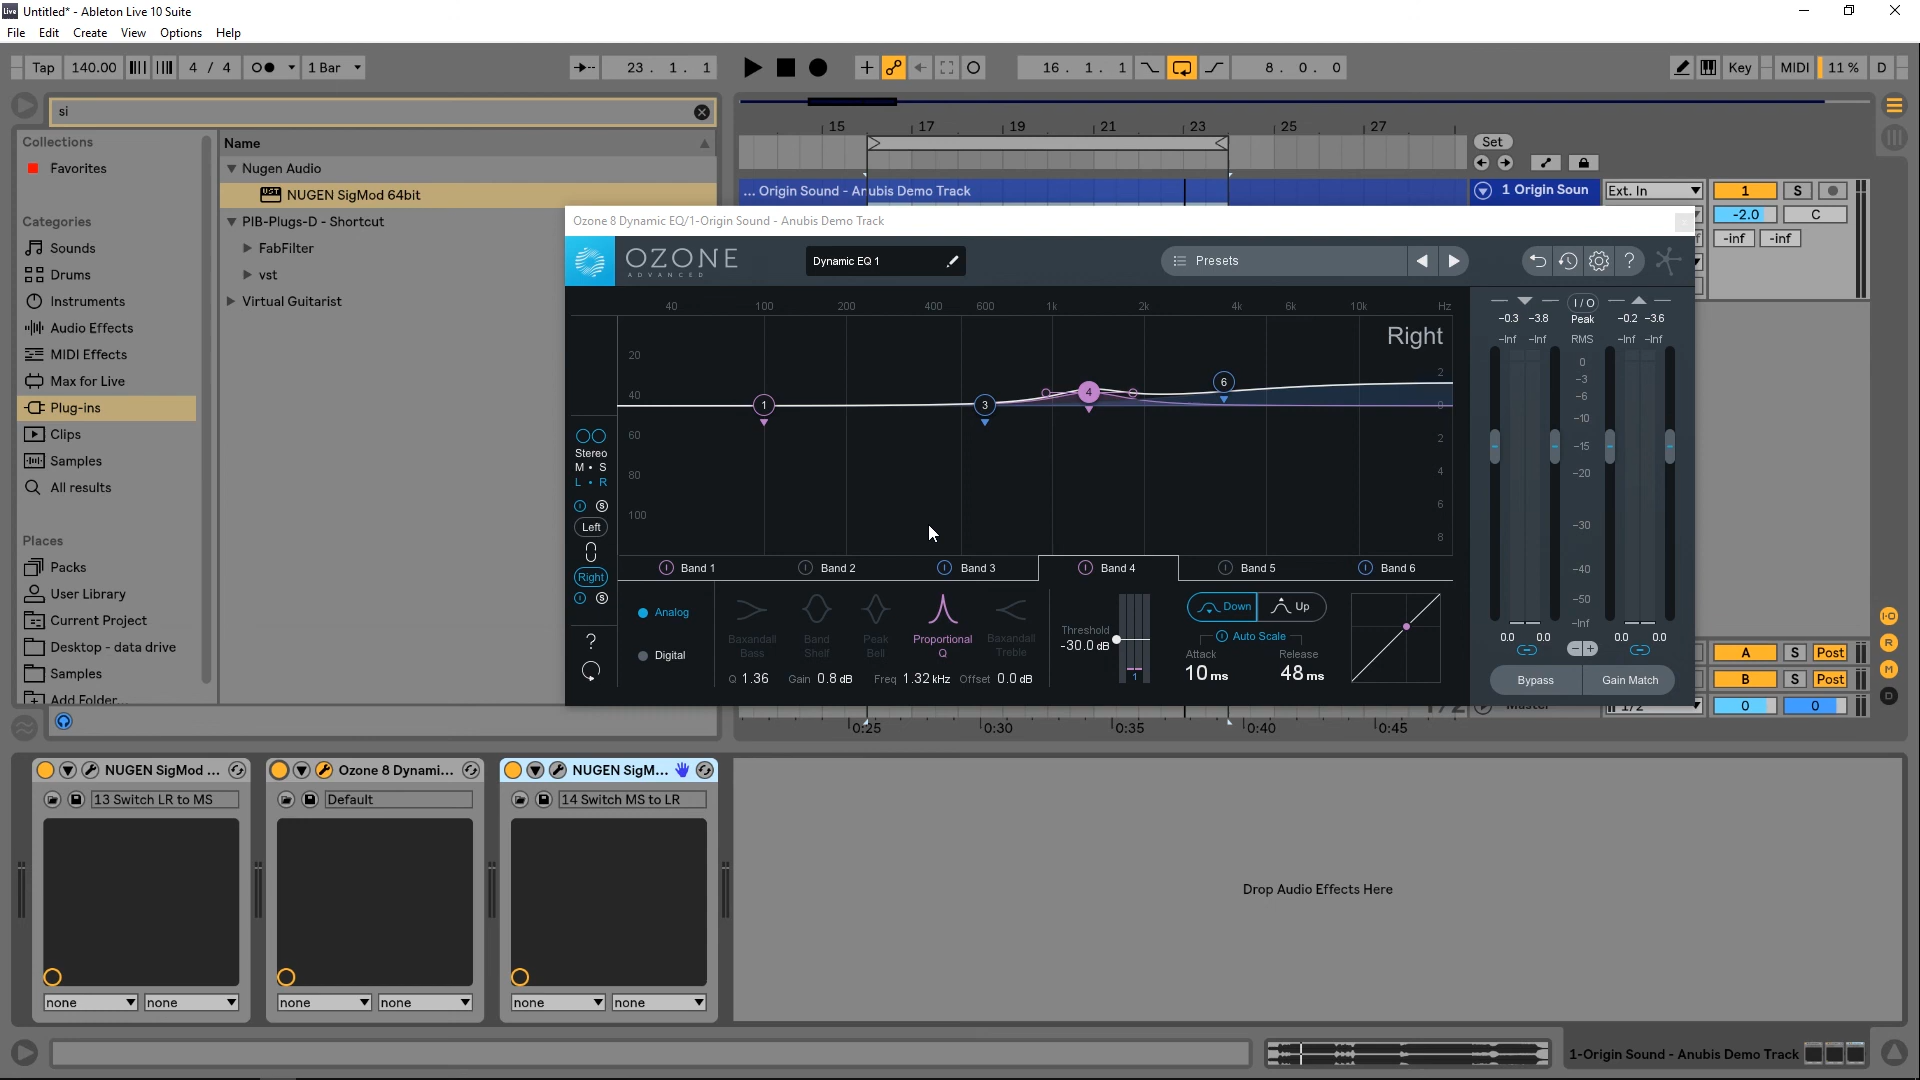 Untitled* - Ableton Live 10 Suite
File Edit Create View Options Help
Tap 140.00 4 / 4 1 Bar 23. 1. 1 16. 1. 1 8. 0. 0 Key MIDI 11 % D
si
Collections
Favorites
Categories
Sounds
Drums
Instruments
Audio Effects
MIDI Effects
Max for Live
Plug-ins
Clips
Samples
All results
Places
Packs
User Library
Current Project
Desktop - data drive
Samples
Add Folder...
Name
Nugen Audio
NUGEN SigMod 64bit
PIB-Plugs-D - Shortcut
FabFilter
vst
Virtual Guitarist
15 17 19 21 23 25 27
Set
... Origin Sound - Anubis Demo Track
1 Origin Soun Ext. In 1 S
-2.0 C
-inf -inf
Ozone 8 Dynamic EQ/1-Origin Sound - Anubis Demo Track
OZONE
ADVANCED
Dynamic EQ 1
Presets
?
40 100 200 400 600 1k 2k 4k 6k 10k Hz
Right
20
40
60
80
100
2
0
2
4
6
8
1 3 4 6
Stereo
M • S
L • R
S
Left
Right
S
?
Band 1 Band 2 Band 3 Band 4 Band 5 Band 6
Analog
Digital
Baxandall Bass
Band Shelf
Peak Bell
Proportional Q
Baxandall Treble
Q 1.36 Gain 0.8 dB Freq 1.32 kHz Offset 0.0 dB
Threshold
-30.0 dB
1
Down Up
Auto Scale
Attack Release
10 ms 48 ms
I / O
-0.3 -3.8 Peak -0.2 -3.6
-Inf -Inf RMS -Inf -Inf
0
-3
-6
-10
-15
-20
-30
-40
-50
-Inf
0.0 0.0 0.0 0.0
Bypass Gain Match
A S Post
B S Post
Master 1/2 0 0
1/2
0:25 0:30 0:35 0:40 0:45
I·O
R
M
D
NUGEN SigMod ...
13 Switch LR to MS
none none
Ozone 8 Dynami...
Default
none none
NUGEN SigM...
14 Switch MS to LR
none none
Drop Audio Effects Here
1-Origin Sound - Anubis Demo Track